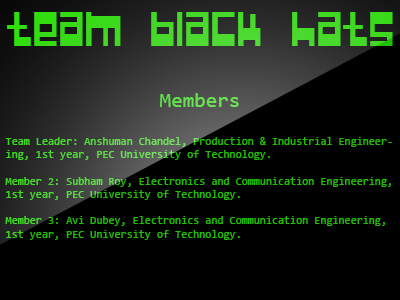 team black hats
Members
Team Leader: Anshuman Chandel, Production & Industrial Engineer-
ing, 1st year, PEC University of Technology.
Member 2: Subham Roy, Electronics and Communication Engineering,
1st year, PEC University of Technology.
Member 3: Avi Dubey, Electronics and Communication Engineering,
1st year, PEC University of Technology.